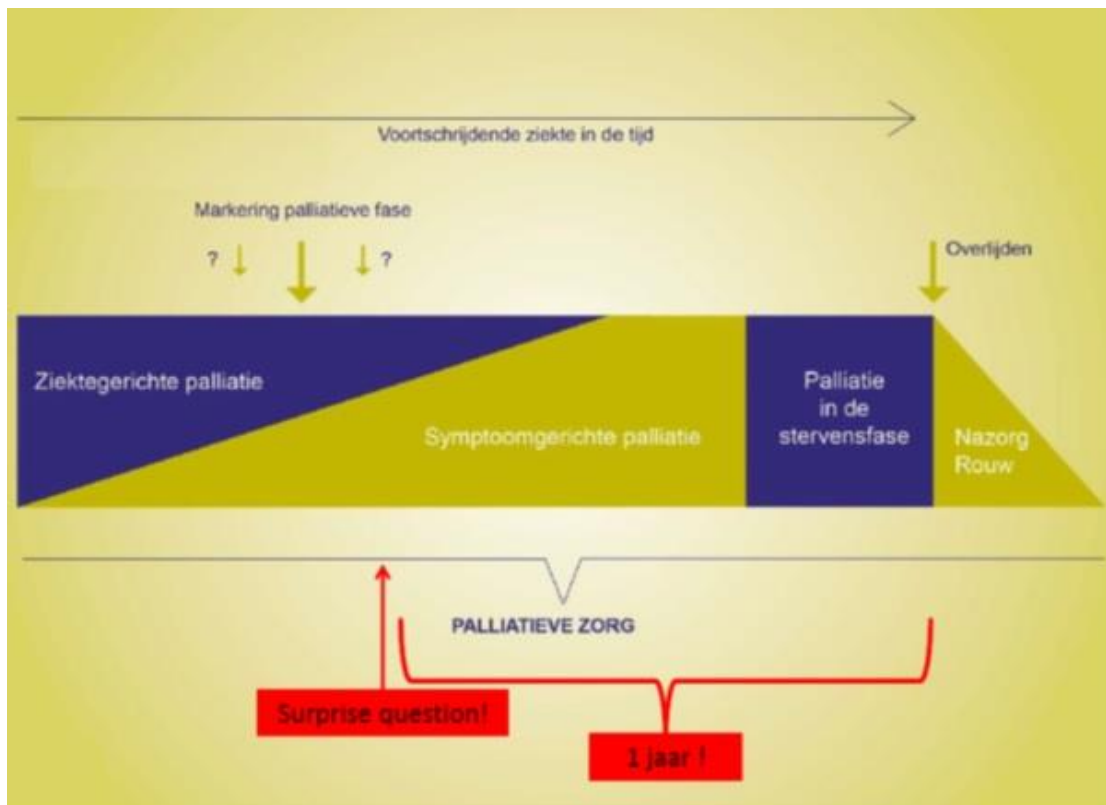 Voortschrijdende ziekte in de tijd
Markering palliatieve fase
? ?
Overlijden
Ziektegerichte palliatie
Symptoomgerichte palliatie
Palliatie
in de
stervensfase
Nazorg
Rouw
PALLIATIEVE ZORG
Surprise question!
1 jaar !